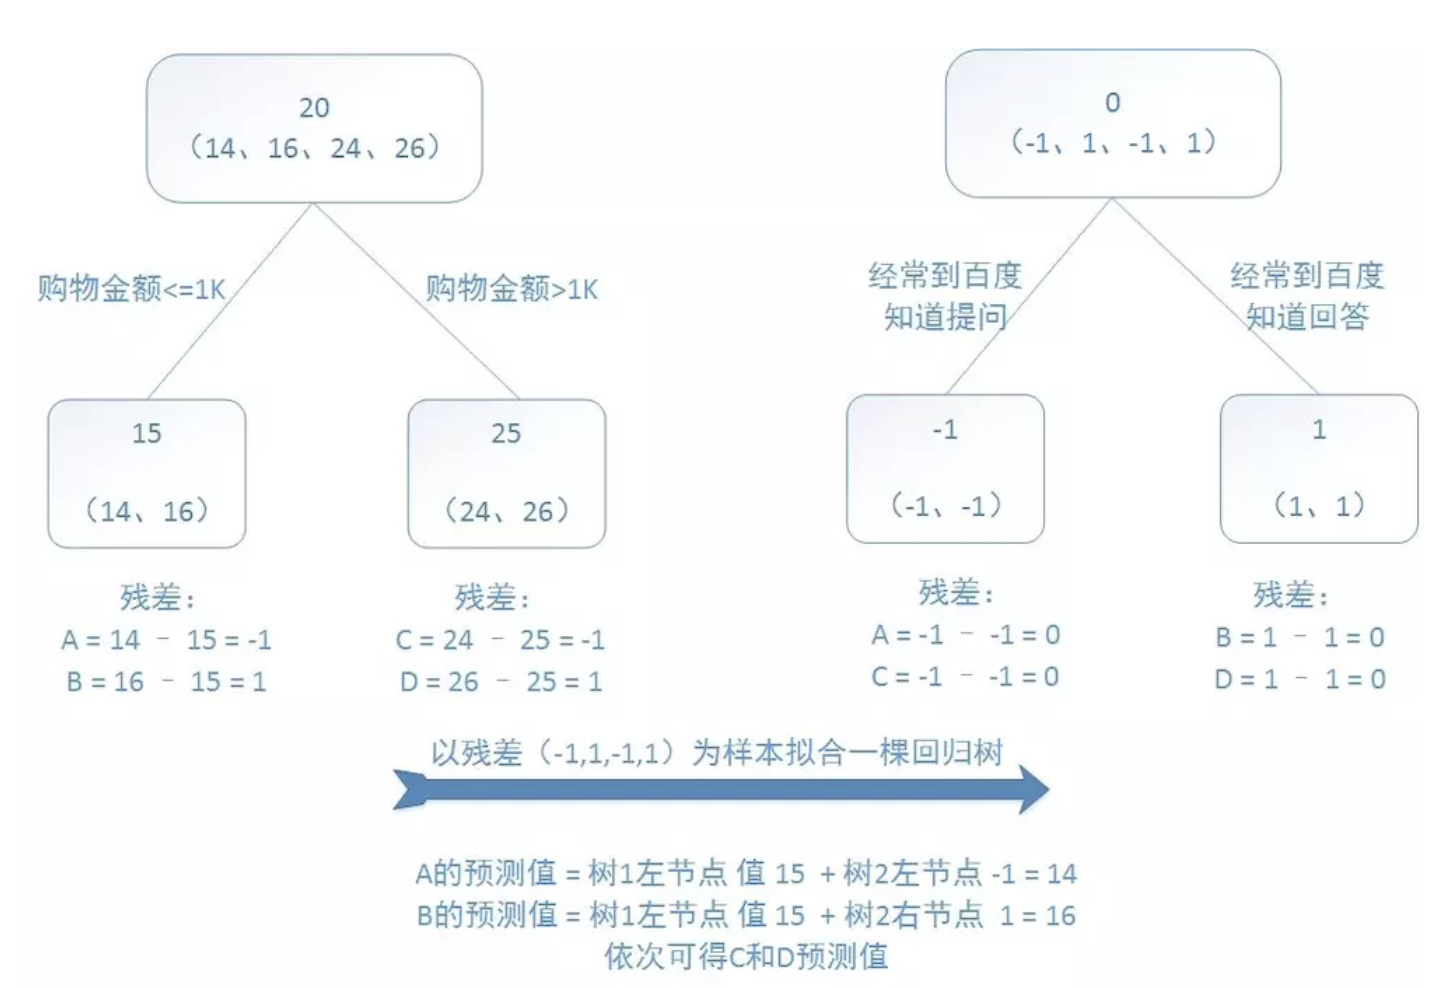 20
（14、16、24、26）
购物金额<=1K
购物金额>1K
15
（14、16）
25
（24、26）
残差：
A = 14 － 15 = -1
B = 16 － 15 = 1
残差：
C = 24 － 25 = -1
D = 26 － 25 = 1
0
（-1、1、-1、1）
经常到百度
知道提问
经常到百度
知道回答
-1
（-1、-1）
1
（1、1）
残差：
A = -1 － -1 = 0
C = -1 － -1 = 0
残差：
B = 1 － 1 = 0
D = 1 － 1 = 0
以残差（-1,1,-1,1）为样本拟合一棵回归树
A的预测值 = 树1左节点 值 15 + 树2左节点 -1 = 14
B的预测值 = 树1左节点 值 15 + 树2右节点 1 = 16
依次可得C和D预测值